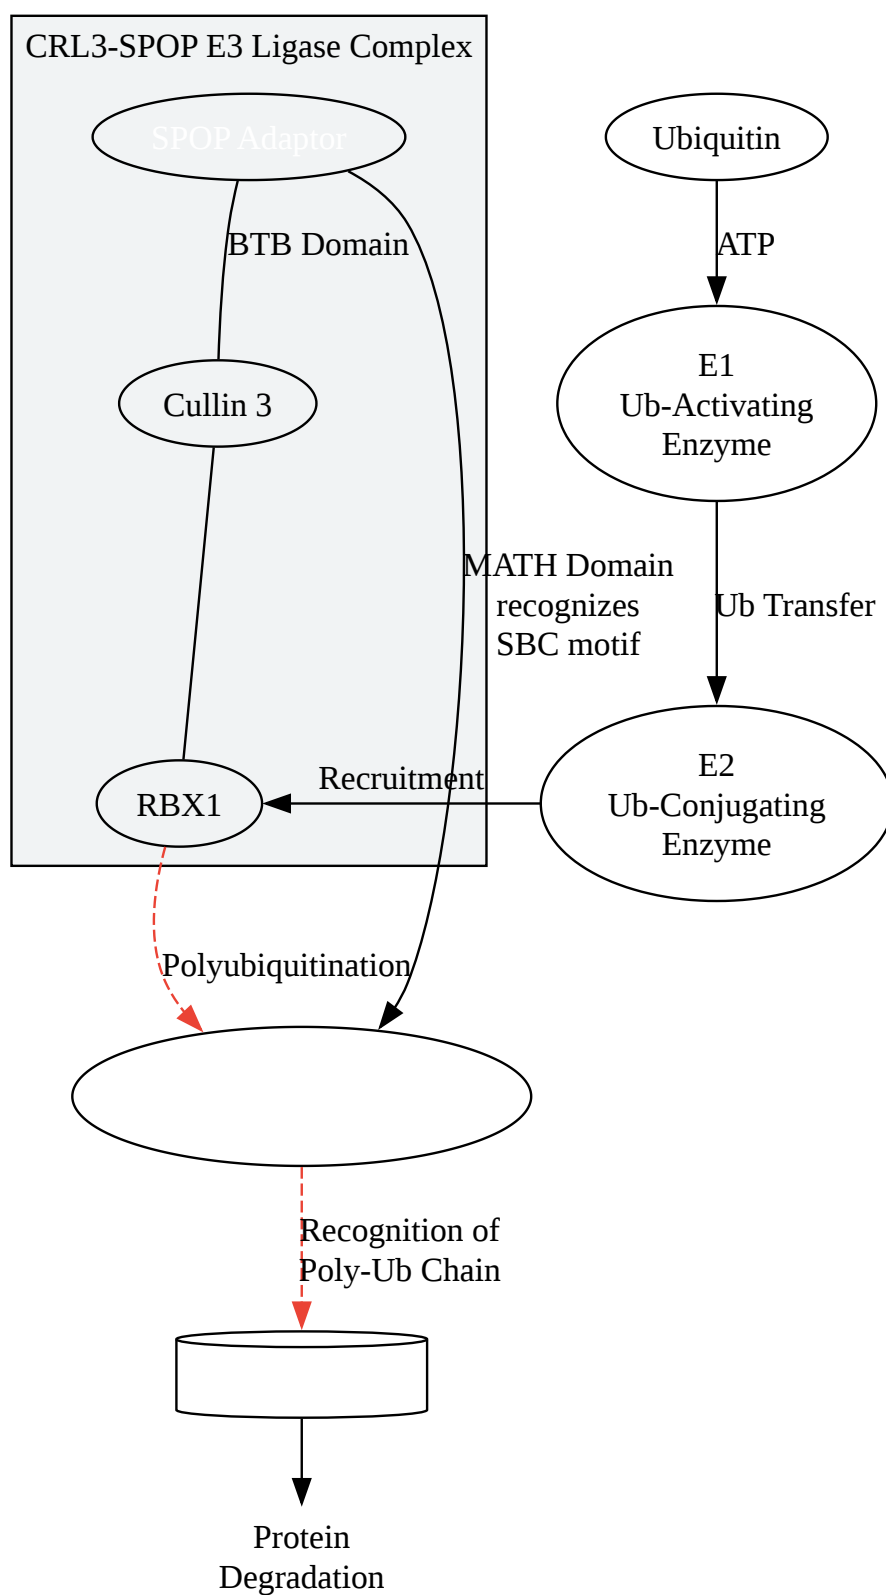 CRL3-SPOP E3 Ligase Complex
SPOP Adaptor
Ubiquitin
BTB Domain
ATP
E1
Ub-Activating
Enzyme
Cullin 3
MATH Domain
recognizes
SBC motif
Ub Transfer
E2
Ub-Conjugating
Enzyme
Recruitment
RBX1
Polyubiquitination
Recognition of
Poly-Ub Chain
Protein
Degradation